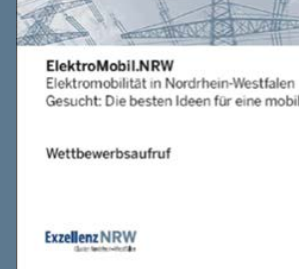 ElektroMobil.NRW
Elektromobilität in Nordrhein-Westfalen
Gesucht: Die besten Ideen für eine mobil
Wettbewerbsaufruf
ExzellenzNRW